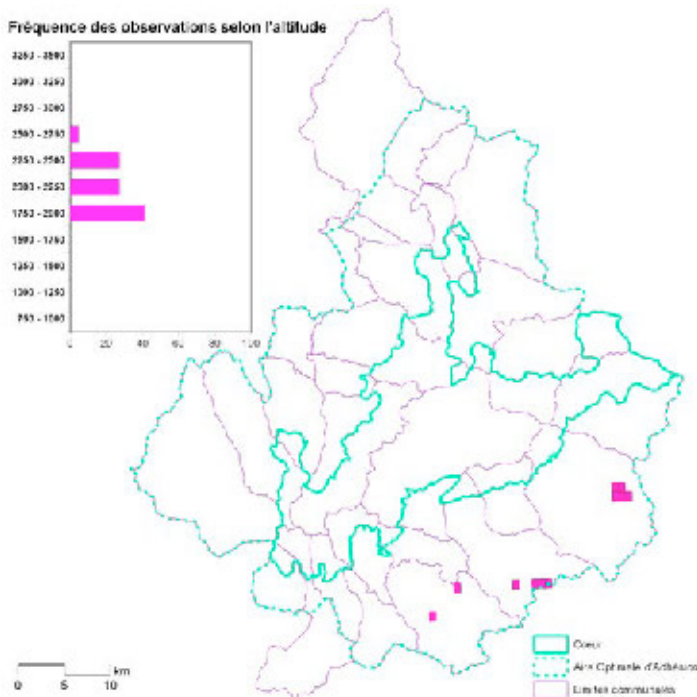 Fréquence des observations selon l'altitude
3250 - 3500
3000 - 3250
2750 - 3000
2500 - 2750
2250 - 2500
2000 - 2250
1750 - 2000
1500 - 1750
1000 - 1250
750 - 1000
0 20 40 60 80 100
0 5 10 km
Coeur
Aire Optimale d'Adhésion
Limites communales